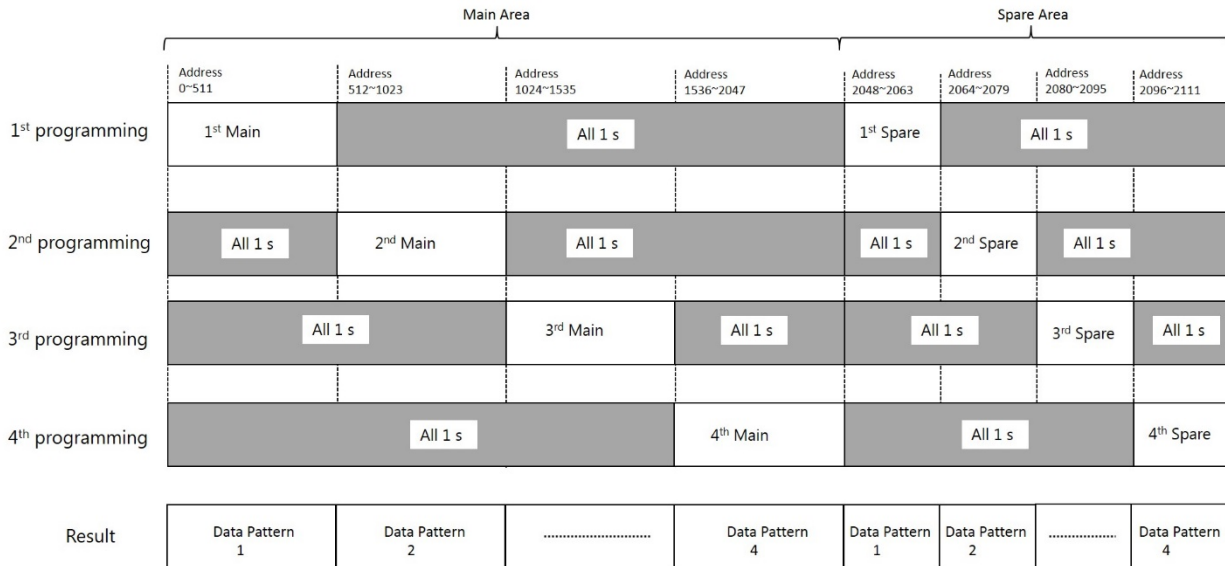 Main Area
Spare Area
Address Address Address Address Address Address Address Address
0~511 512~1023 1024~1535 1536~2047 2048~2063 2064~2079 2080~2095 2096~2111
1st programming 1st Main All 1 s 1st Spare All 1 s
2nd programming All 1 s 2nd Main All 1 s All 1 s 2nd Spare All 1 s
3rd programming All 1 s 3rd Main All 1 s All 1 s 3rd Spare All 1 s
4th programming All 1 s 4th Main All 1 s 4th Spare
Result Data Pattern Data Pattern ........................... Data Pattern Data Pattern Data Pattern ................ Data Pattern
1 2 4 1 2 4